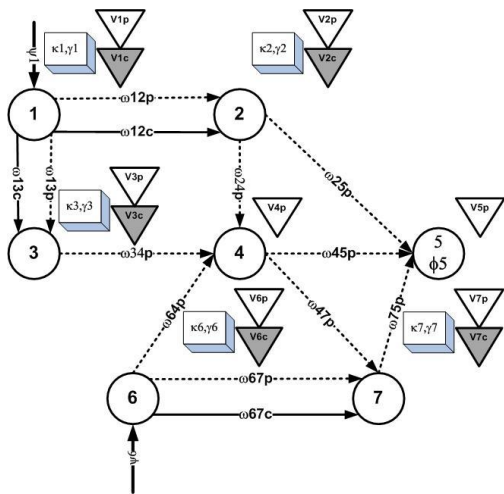 ψ1
κ1,γ1
V1p
V1c
κ2,γ2
V2p
V2c
1
ω12p
ω12c
2
ω13c
ω13p
κ3,γ3
V3p
V3c
ω24p
ω25p
V4p
V5p
3
ω34p
4
ω45p
5
ϕ5
ω64p
κ6,γ6
V6p
V6c
ω47p
ω75p
κ7,γ7
V7p
V7c
6
ω67p
ω67c
7
ψ6